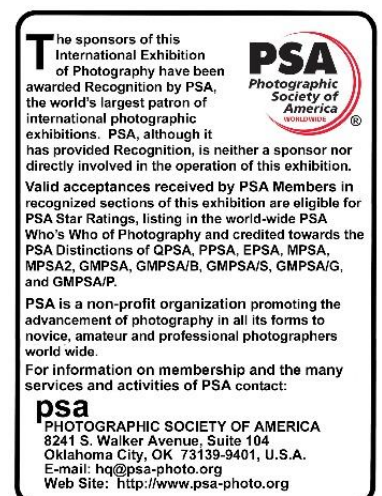 The sponsors of this
International Exhibition
of Photography have been
awarded Recognition by PSA,
the world's largest patron of
international photographic
exhibitions. PSA, although it
has provided Recognition, is neither a sponsor nor
directly involved in the operation of this exhibition.
PSA
Photographic
Society of
America
WORLDWIDE
®
Valid acceptances received by PSA Members in
recognized sections of this exhibition are eligible for
PSA Star Ratings, listing in the world-wide PSA
Who's Who of Photography and credited towards the
PSA Distinctions of QPSA, PPSA, EPSA, MPSA,
MPSA2, GMPSA, GMPSA/B, GMPSA/S, GMPSA/G,
and GMPSA/P.
PSA is a non-profit organization promoting the
advancement of photography in all its forms to
novice, amateur and professional photographers
world wide.
For information on membership and the many
services and activities of PSA contact:
psa
PHOTOGRAPHIC SOCIETY OF AMERICA
8241 S. Walker Avenue, Suite 104
Oklahoma City, OK 73139-9401, U.S.A.
E-mail: hq@psa-photo.org
Web Site: http://www.psa-photo.org